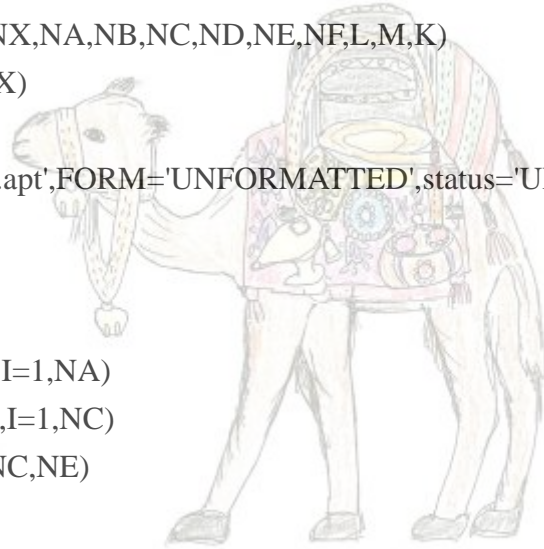 NX,NA,NB,NC,ND,NE,NF,L,M,K)
X)
.apt',FORM='UNFORMATTED',status='U
I=1,NA)
,I=1,NC)
NC,NE)